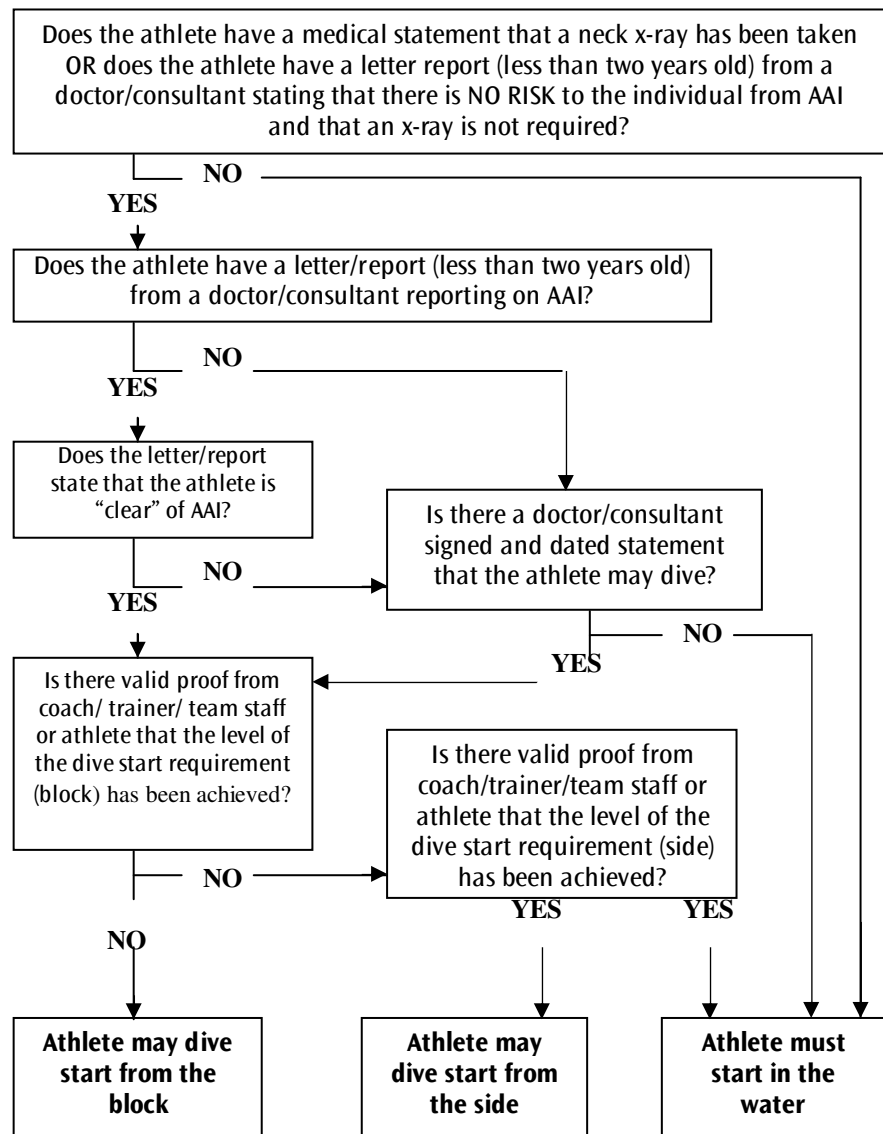 Does the athlete have a medical statement that a neck x-ray has been taken
OR does the athlete have a letter report (less than two years old) from a
doctor/consultant stating that there is NO RISK to the individual from AAI
and that an x-ray is not required?
NO
YES
Does the athlete have a letter/report (less than two years old)
from a doctor/consultant reporting on AAI?
NO
YES
Does the letter/report
state that the athlete is
“clear” of AAI?
Is there a doctor/consultant
signed and dated statement
that the athlete may dive?
NO
YES
NO
YES
Is there valid proof from
coach/ trainer/ team staff
or athlete that the level of
the dive start requirement
(block) has been achieved?
Is there valid proof from
coach/trainer/team staff or
athlete that the level of the
dive start requirement (side)
has been achieved?
NO
YES
YES
NO
Athlete may dive
start from the
block
Athlete may
dive start from
the side
Athlete must
start in the
water